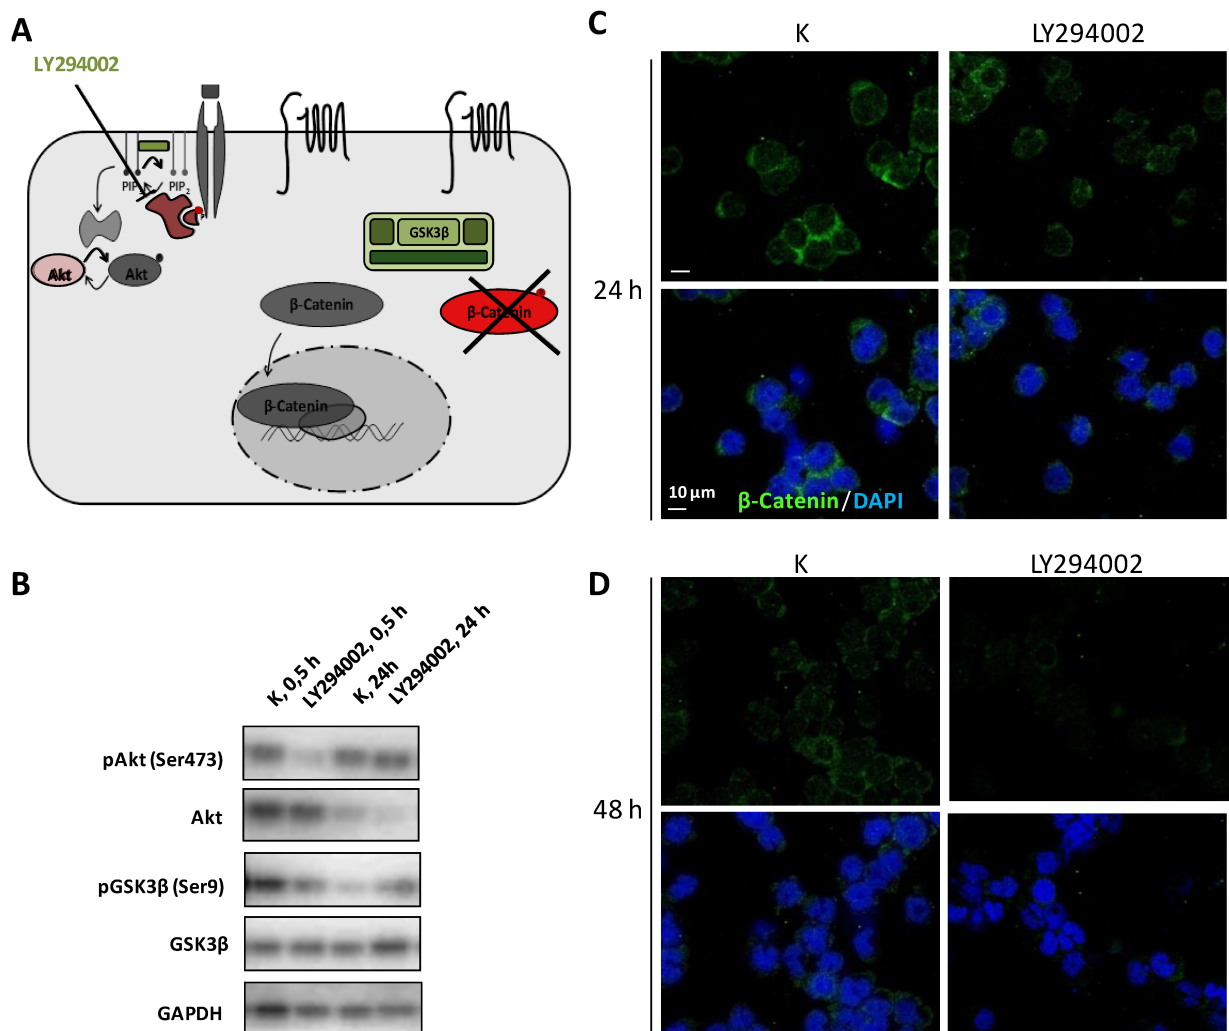 A
LY294002
PIP
PIP2
Akt
Akt
GSK3β
β-Catenin
β-Catenin
β-Catenin
B
K, 0,5 h
LY294002, 0,5 h
K, 24h
LY294002, 24 h
pAkt (Ser473)
Akt
pGSK3β (Ser9)
GSK3β
GAPDH
C
K
LY294002
24 h
10 µm
β-Catenin/DAPI
D
K
LY294002
48 h